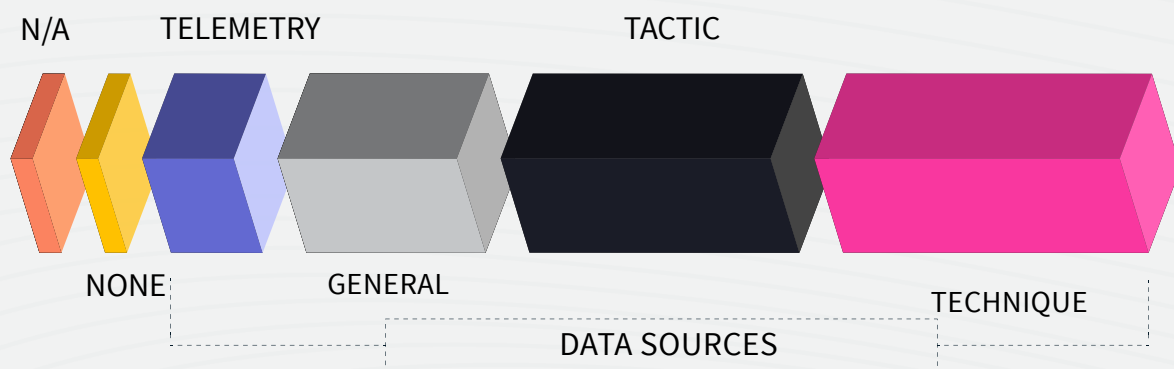 N/A
TELEMETRY
TACTIC
NONE
GENERAL
TECHNIQUE
DATA SOURCES